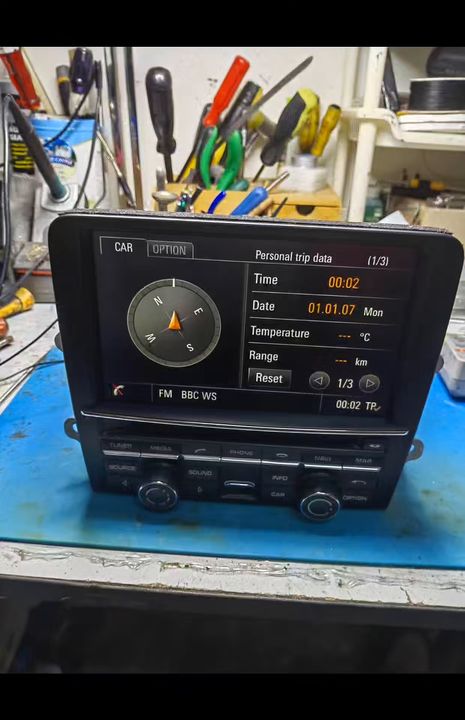 CAR OPTION Personal trip data (1/3)
Time 00:02
Date 01.01.07 Mon
Temperature --- °C
Range --- km
Reset 1/3
N E
W S
FM BBC WS 00:02 TP
TUNER MEDIA PHONE NAVI MAP
SOURCE SOUND INFO
CAR OPTION